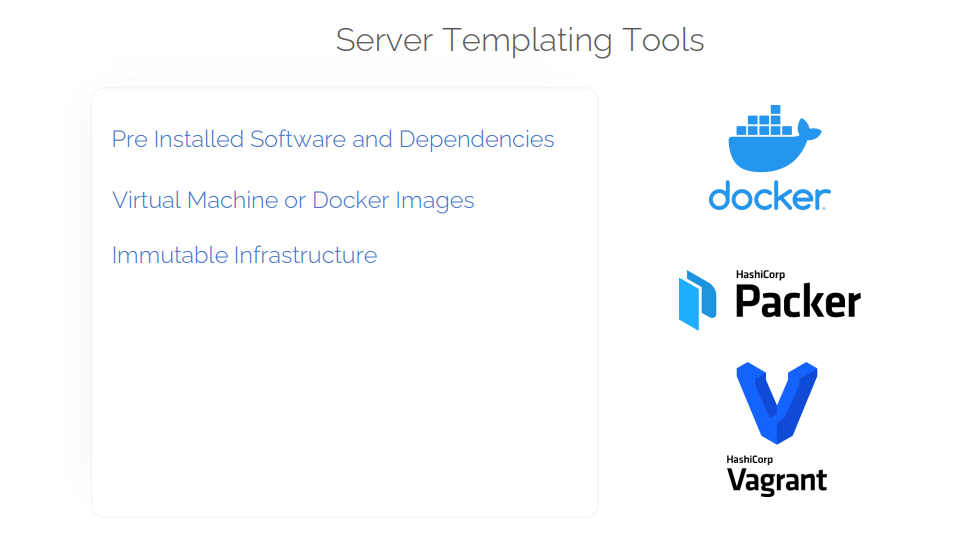 Server Templating Tools
Pre Installed Software and Dependencies
Virtual Machine or Docker Images
Immutable Infrastructure
docker
HashiCorp
Packer
HashiCorp
Vagrant